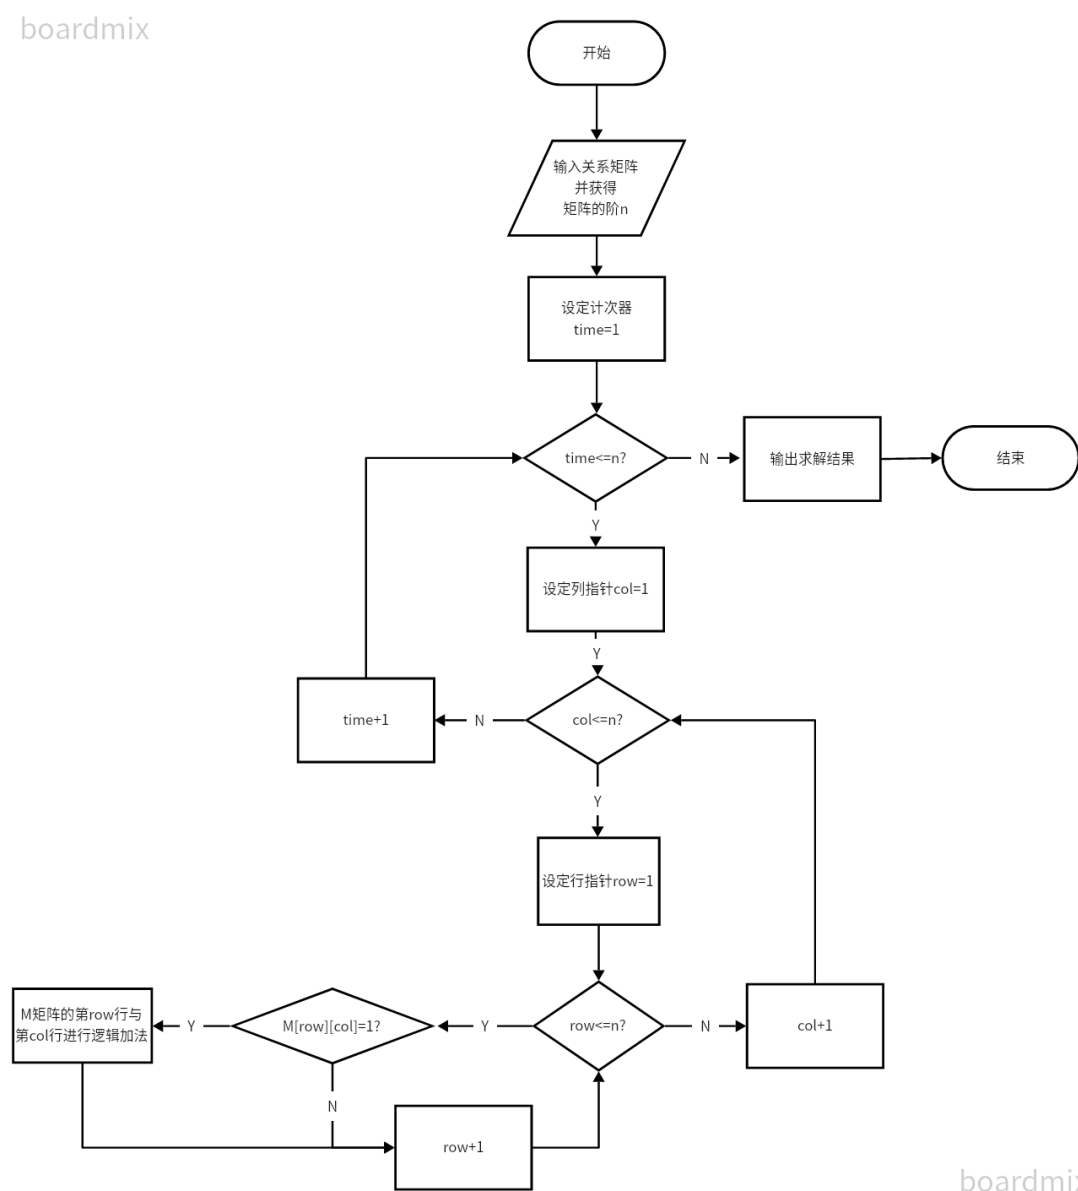 boardmix
开始
输入关系矩阵
并获得
矩阵的阶n
设定计次器
time=1
time<=n?
N
输出求解结果
结束
Y
设定列指针col=1
Y
time+1
N
col<=n?
Y
设定行指针row=1
M矩阵的第row行与
第col行进行逻辑加法
Y
M[row][col]=1?
Y
row<=n?
N
col+1
N
row+1
boardmix